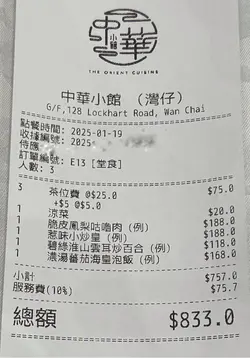 中華
小館
THE ORIENT CUISINE
中華小館 （灣仔）
G/F,128 Lockhart Road, Wan Chai
點餐時間: 2025-01-19
收據編號: 2025
侍應:
訂單編號: E13 [堂食]
人數: 3
3 茶位費 @$25.0 $75.0
+$5 @$5.0
1 涼菜 $20.0
1 脆皮鳳梨咕嚕肉（例） $188.0
1 惹味小炒皇（例） $188.0
1 碧綠淮山雲耳炒百合（例） $118.0
1 濃湯蕃茄海皇泡飯（例） $168.0
小計 $757.0
服務費(10%) $75.7
總額 $833.0